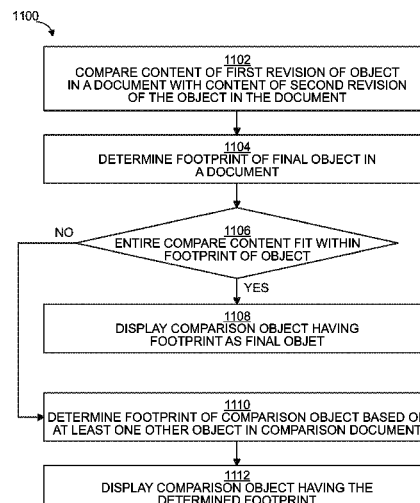 1100
1102
COMPARE CONTENT OF FIRST REVISION OF OBJECT
IN A DOCUMENT WITH CONTENT OF SECOND REVISION
OF THE OBJECT IN THE DOCUMENT
1104
DETERMINE FOOTPRINT OF FINAL OBJECT IN
A DOCUMENT
1106
ENTIRE COMPARE CONTENT FIT WITHIN
FOOTPRINT OF OBJECT
NO
YES
1108
DISPLAY COMPARISON OBJECT HAVING
FOOTPRINT AS FINAL OBJET
1110
DETERMINE FOOTPRINT OF COMPARISON OBJECT BASED
AT LEAST ONE OTHER OBJECT IN COMPARISON DOCUMENT
1112
DISPLAY COMPARISON OBJECT HAVING THE
DETERMINED FOOTPRINT